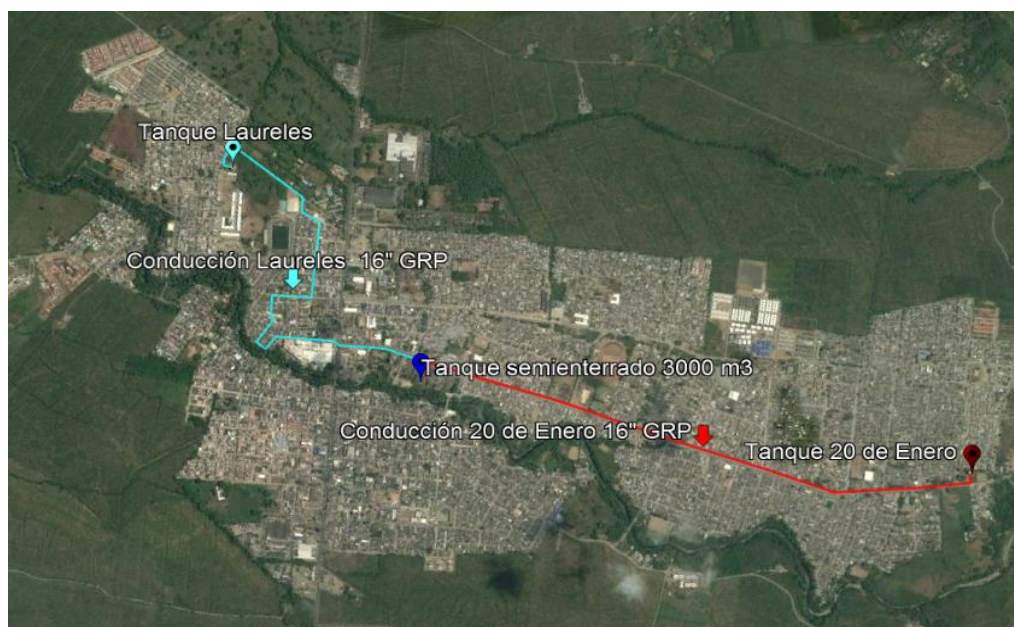 Tanque Laureles
Conducción Laureles 16" GRP
Tanque semienterrado 3000 m3
Conducción 20 de Enero 16" GRP
Tanque 20 de Enero